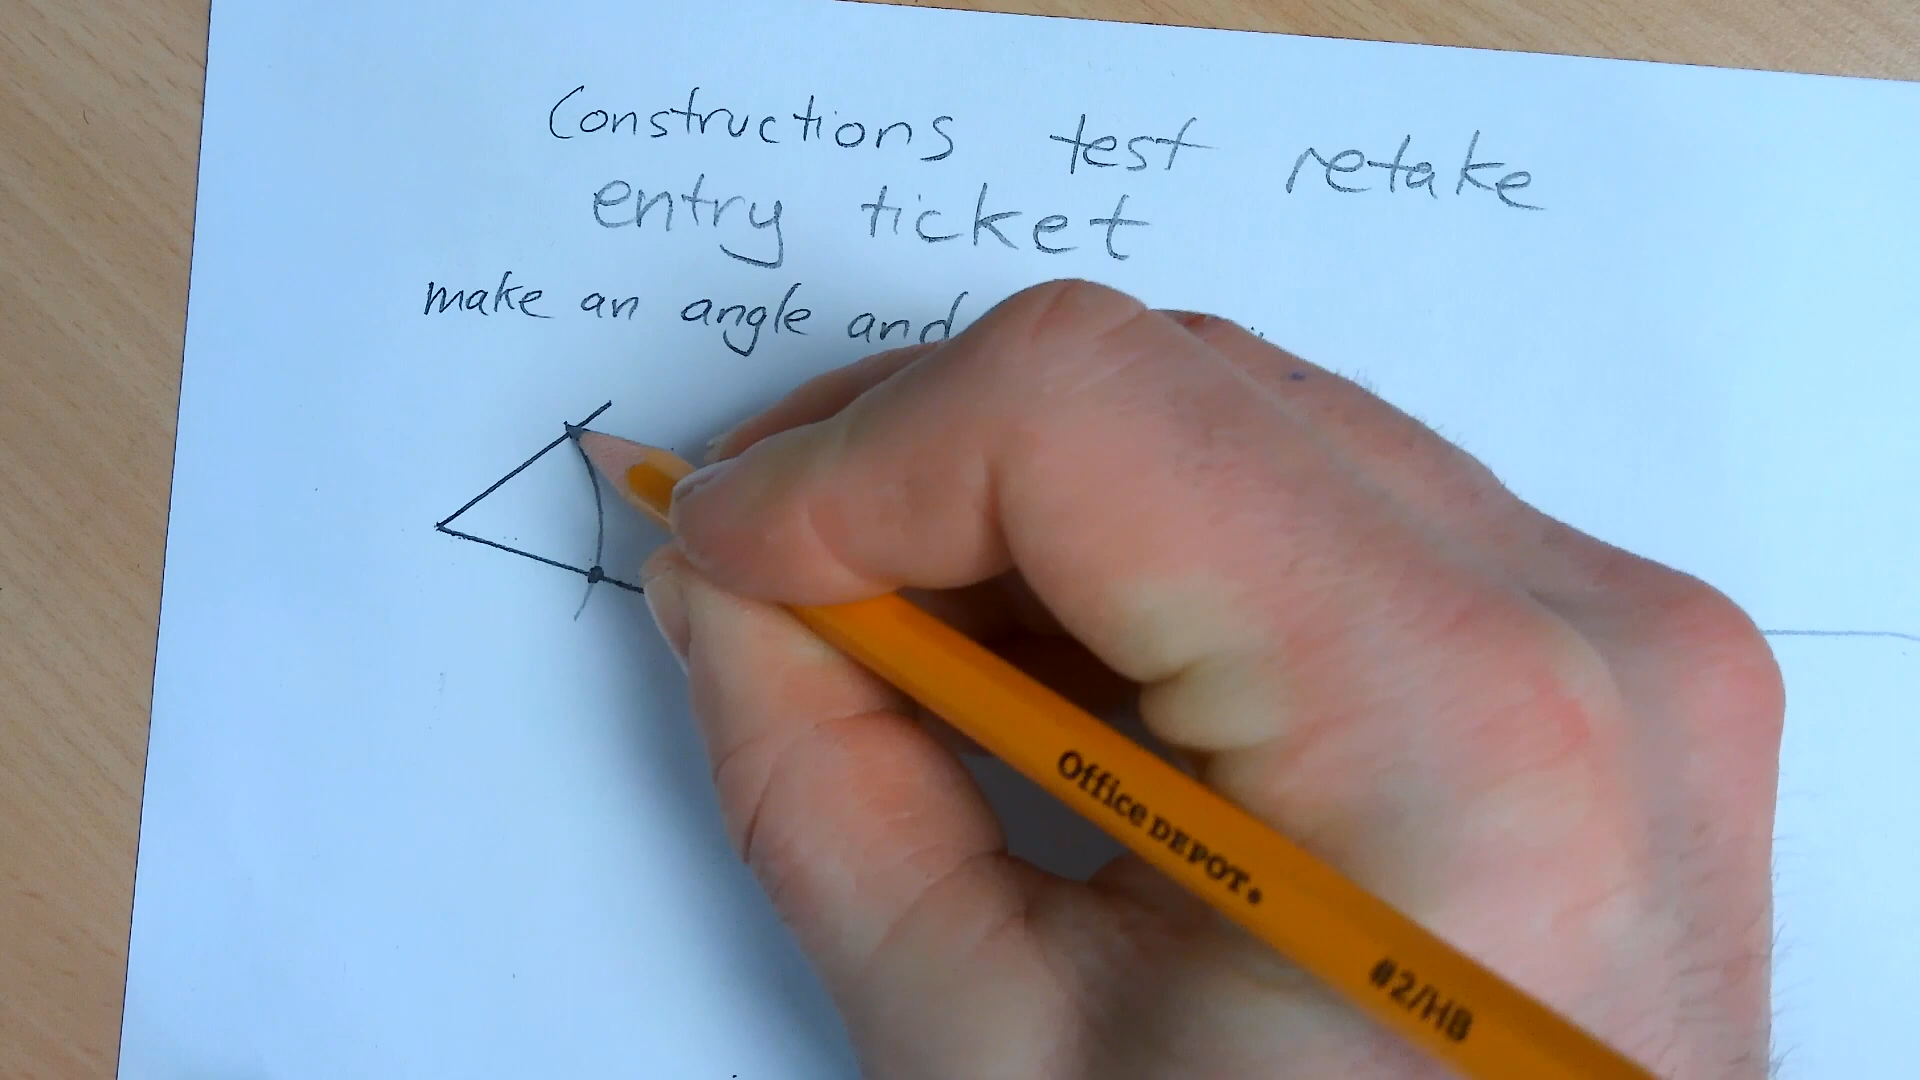 Constructions test retake
entry ticket
make an angle and
Office DEPOT
#2/HB